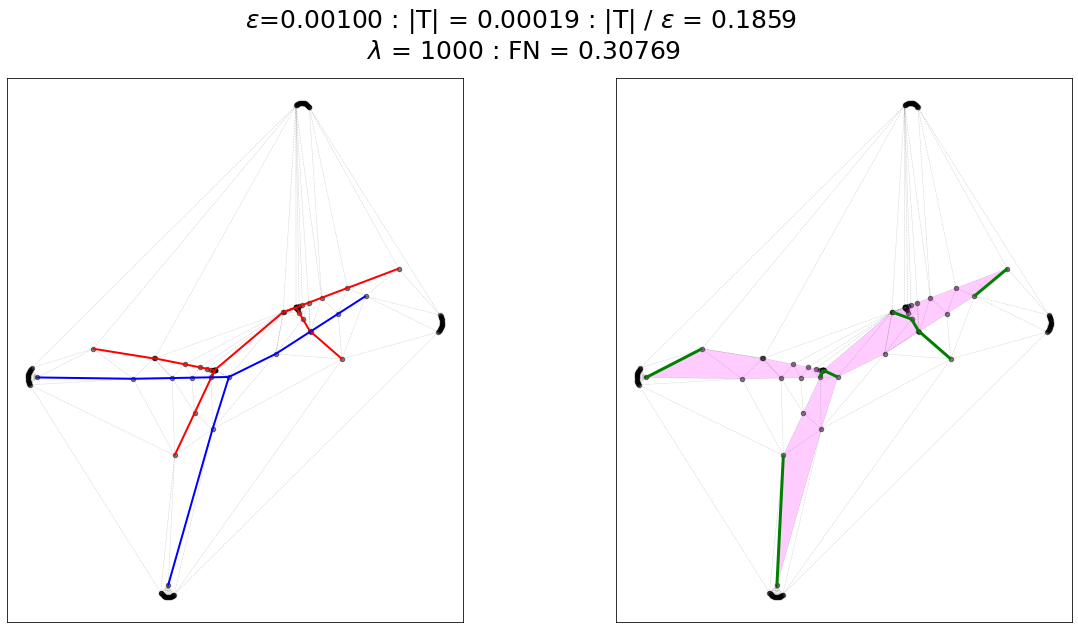 ε=0.00100 : |T| = 0.00019 : |T| / ε = 0.1859
λ = 1000 : FN = 0.30769